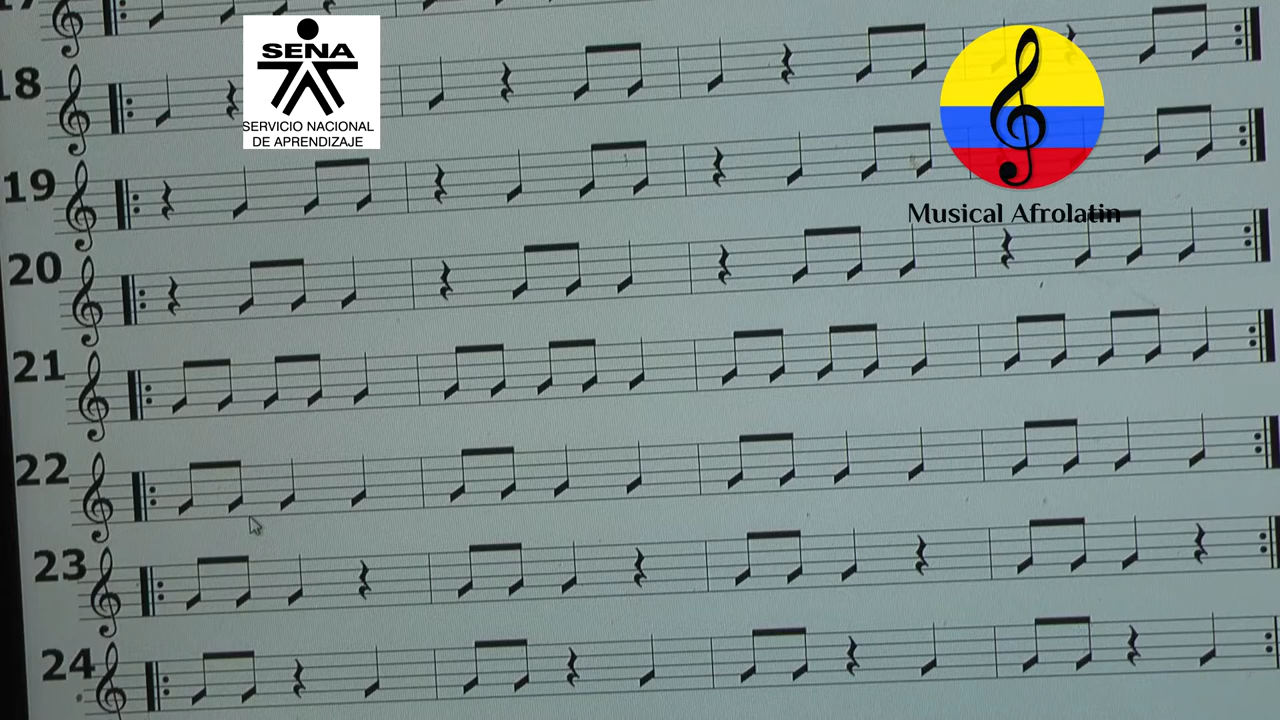 17
18
SENA
SERVICIO NACIONAL
DE APRENDIZAJE
19
Musical Afrolatin
20
21
22
23
24